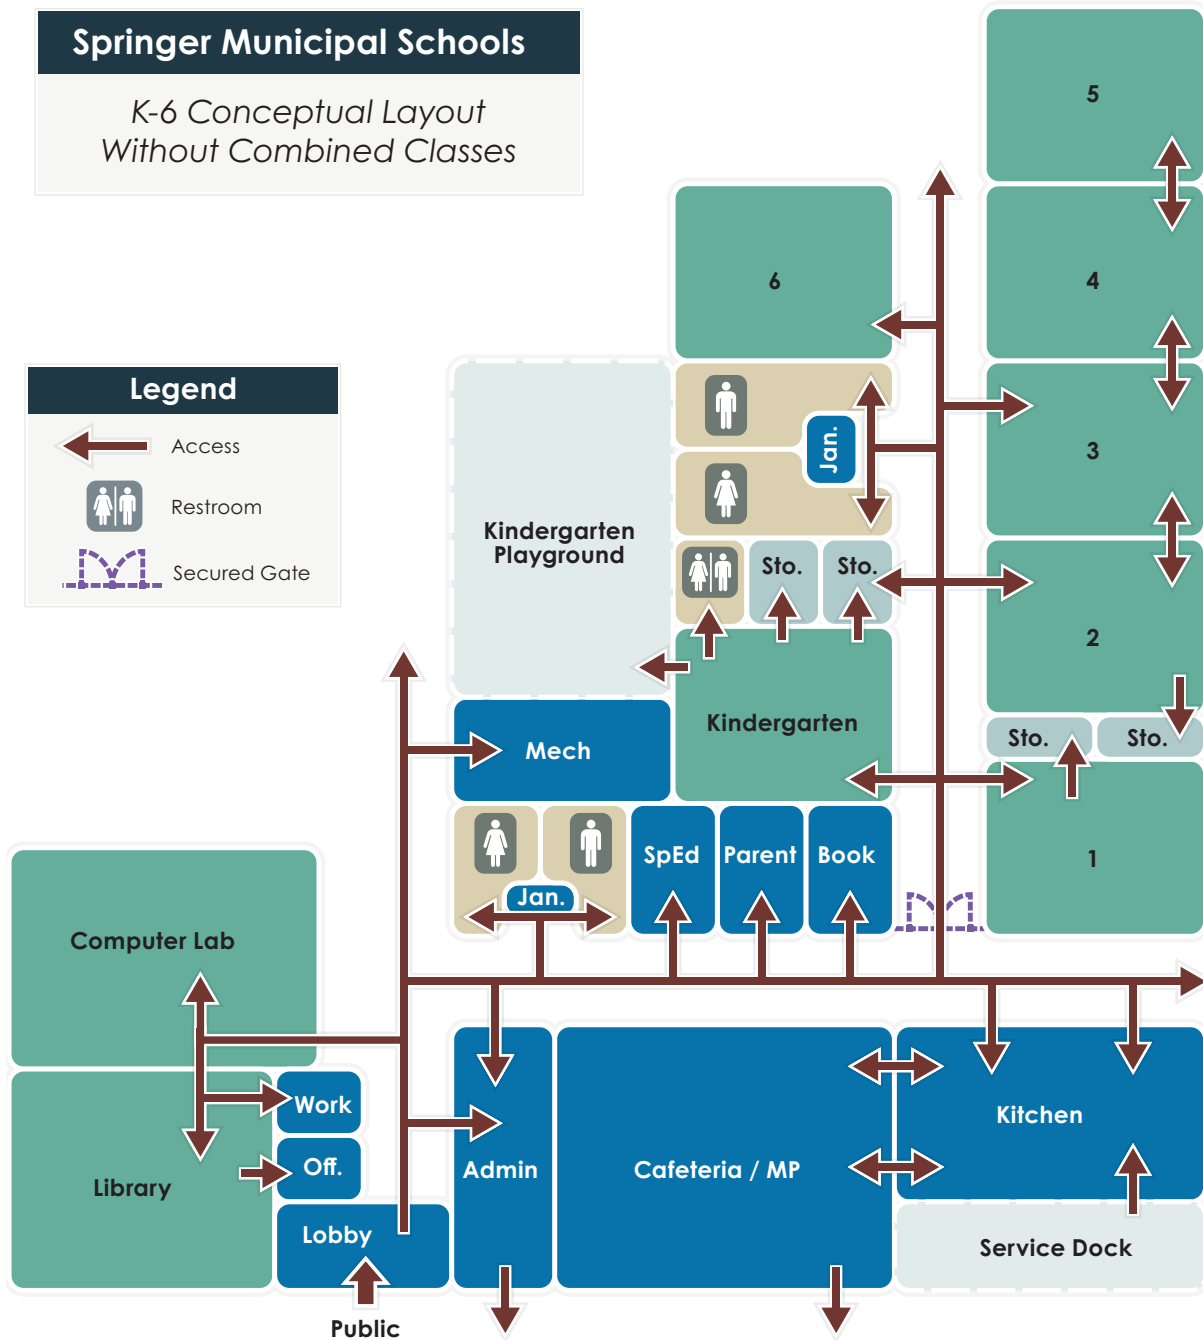 Springer Municipal Schools
K-6 Conceptual Layout
Without Combined Classes
5
4
6
3
2
1
Legend
Access
Restroom
Secured Gate
Kindergarten
Playground
Jan.
Sto.
Sto.
Kindergarten
Mech
Sto.
Sto.
SpEd
Parent
Book
Jan.
Computer Lab
Work
Off.
Library
Lobby
Admin
Cafeteria / MP
Kitchen
Service Dock
Public